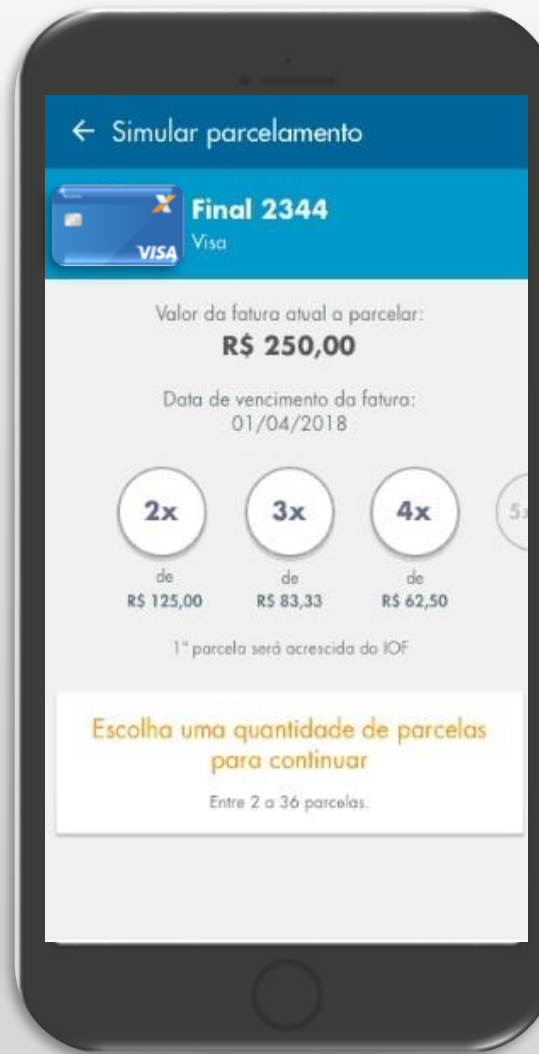 ← Simular parcelamento
VISA
Final 2344
Visa
Valor da fatura atual a parcelar:
R$ 250,00
Data de vencimento da fatura:
01/04/2018
2x
3x
4x
5x
de
de
de
R$ 125,00
R$ 83,33
R$ 62,50
1ª parcela será acrescida do IOF
Escolha uma quantidade de parcelas
para continuar
Entre 2 a 36 parcelas.